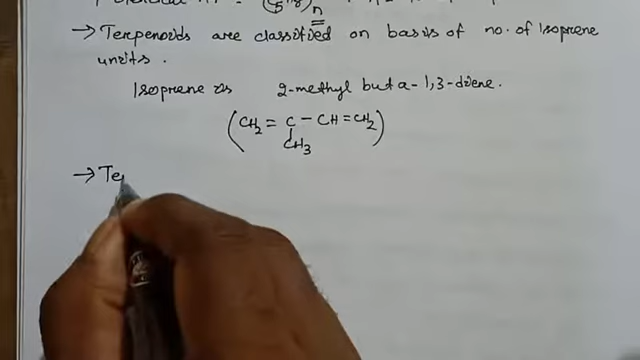 (C5H8)n
→ Terpenoids are classified on basis of no. of Isoprene
units.
Isoprene is 2-methyl buta-1,3-diene.
(CH2 = C - CH = CH2)
CH3
→ Te